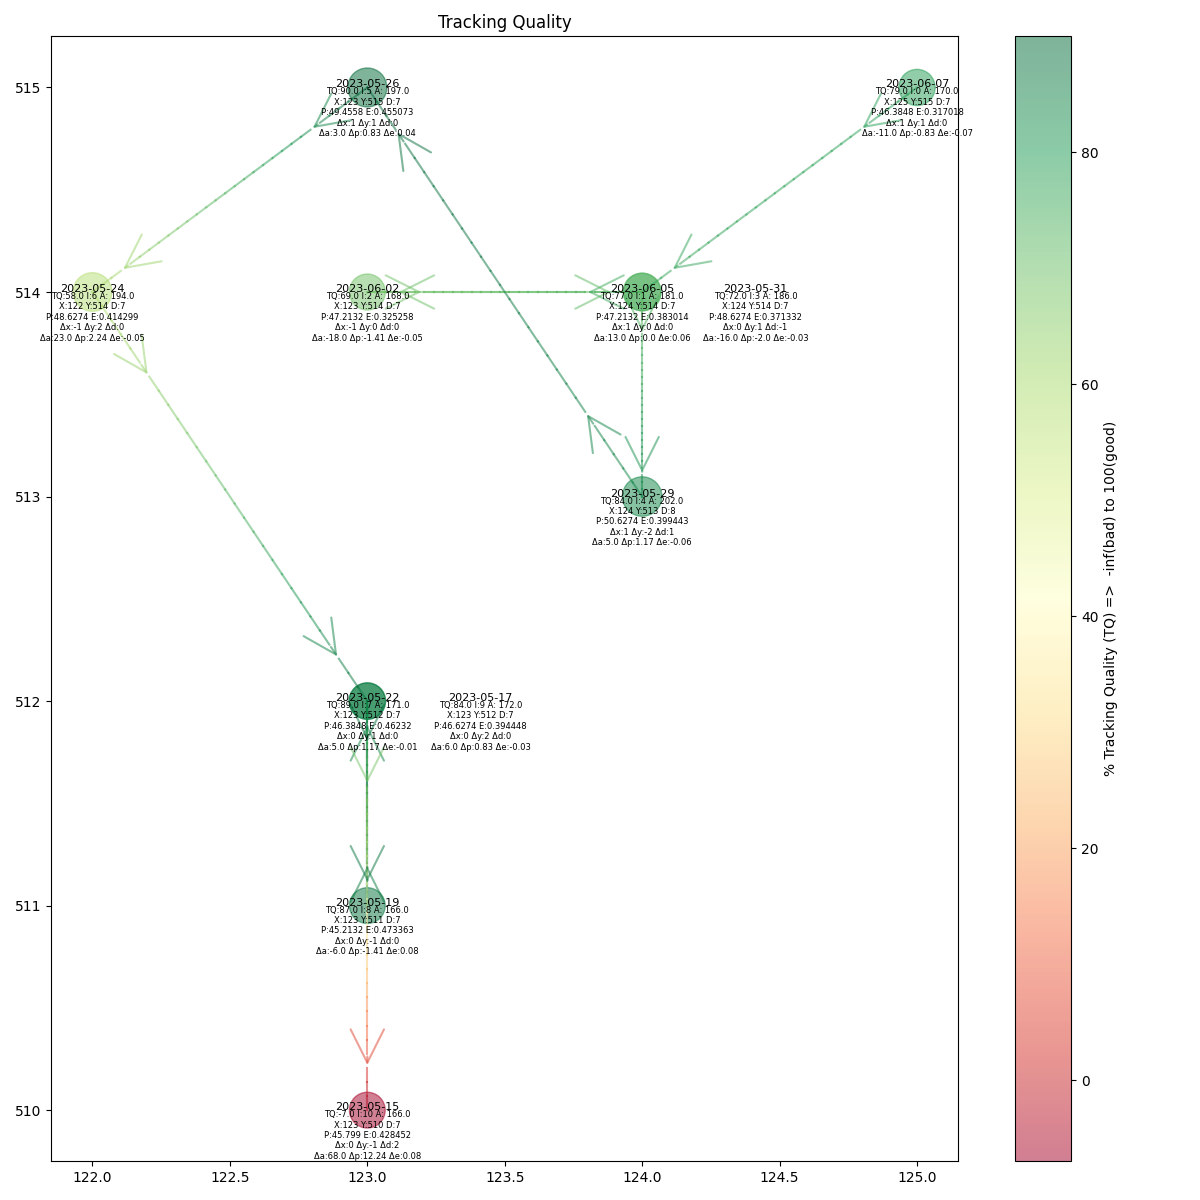 Tracking Quality
515
514
513
512
511
510
122.0
122.5
123.0
123.5
124.0
124.5
125.0
2023-05-26
TQ:90.0 I:5 A: 197.0
X:123 Y:515 D:7
P:49.4558 E:0.455073
Δx:1 Δy:1 Δd:0
Δa:3.0 Δp:0.83 Δe:0.04
2023-06-07
TQ:79.0 I:0 A: 170.0
X:125 Y:515 D:7
P:46.3848 E:0.317018
Δx:1 Δy:1 Δd:0
Δa:-11.0 Δp:-0.83 Δe:-0.07
2023-05-24
TQ:58.0 I:6 A: 194.0
X:122 Y:514 D:7
P:48.6274 E:0.414299
Δx:-1 Δy:2 Δd:0
Δa:23.0 Δp:2.24 Δe:-0.05
2023-06-02
TQ:69.0 I:2 A: 168.0
X:123 Y:514 D:7
P:47.2132 E:0.325258
Δx:-1 Δy:0 Δd:0
Δa:-18.0 Δp:-1.41 Δe:-0.05
2023-06-05
TQ:77.0 I:1 A: 181.0
X:124 Y:514 D:7
P:47.2132 E:0.383014
Δx:1 Δy:0 Δd:0
Δa:13.0 Δp:0.0 Δe:0.06
2023-05-31
TQ:72.0 I:3 A: 186.0
X:124 Y:514 D:7
P:48.6274 E:0.371332
Δx:0 Δy:1 Δd:-1
Δa:-16.0 Δp:-2.0 Δe:-0.03
2023-05-29
TQ:84.0 I:4 A: 202.0
X:124 Y:513 D:8
P:50.6274 E:0.399443
Δx:1 Δy:-2 Δd:1
Δa:5.0 Δp:1.17 Δe:-0.06
2023-05-22
TQ:89.0 I:7 A: 171.0
X:123 Y:512 D:7
P:46.3848 E:0.46232
Δx:0 Δy:1 Δd:0
Δa:5.0 Δp:1.17 Δe:-0.01
2023-05-17
TQ:84.0 I:9 A: 172.0
X:123 Y:512 D:7
P:46.6274 E:0.394448
Δx:0 Δy:2 Δd:0
Δa:6.0 Δp:0.83 Δe:-0.03
2023-05-19
TQ:87.0 I:8 A: 166.0
X:123 Y:511 D:7
P:45.2132 E:0.473363
Δx:0 Δy:-1 Δd:0
Δa:-6.0 Δp:-1.41 Δe:0.08
2023-05-15
TQ:-7.0 I:10 A: 166.0
X:123 Y:510 D:7
P:45.799 E:0.428452
Δx:0 Δy:-1 Δd:2
Δa:68.0 Δp:12.24 Δe:0.08
80
60
40
20
0
% Tracking Quality (TQ) => -inf(bad) to 100(good)